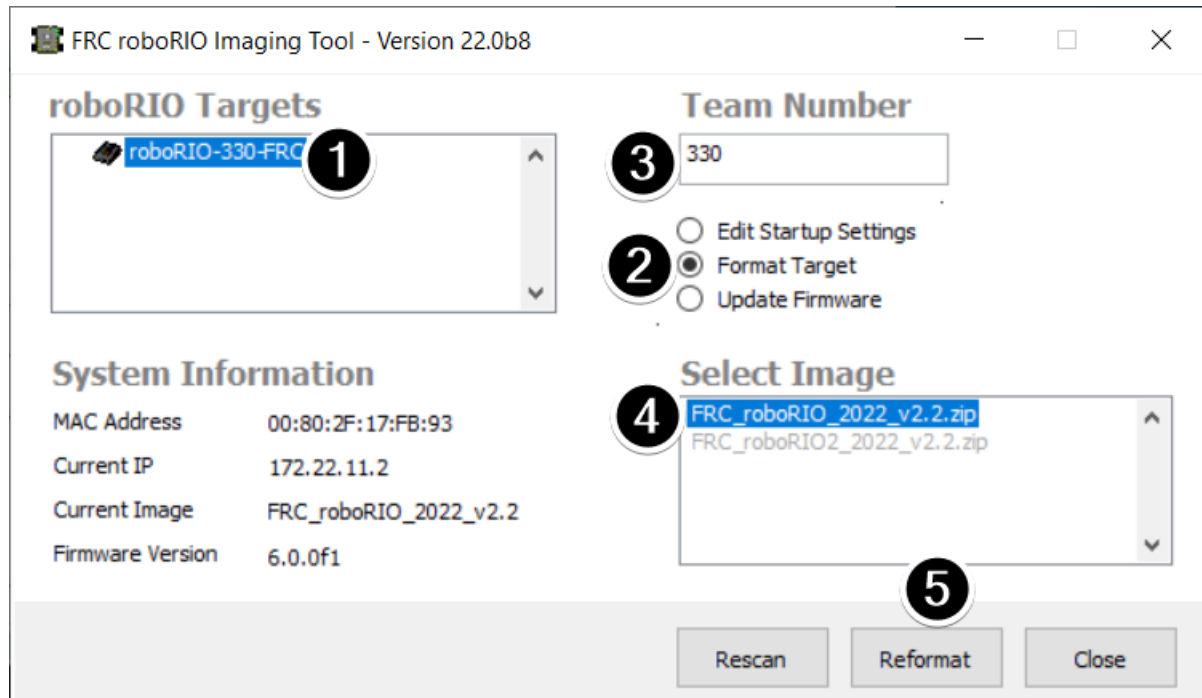 FRC roboRIO Imaging Tool - Version 22.0b8
roboRIO Targets
roboRIO-330-FRC
1
Team Number
3
330
Edit Startup Settings
2
Format Target
Update Firmware
System Information
MAC Address 00:80:2F:17:FB:93
Current IP 172.22.11.2
Current Image FRC_roboRIO_2022_v2.2
Firmware Version 6.0.0f1
Select Image
4
FRC_roboRIO_2022_v2.2.zip
FRC_roboRIO2_2022_v2.2.zip
5
Rescan Reformat Close